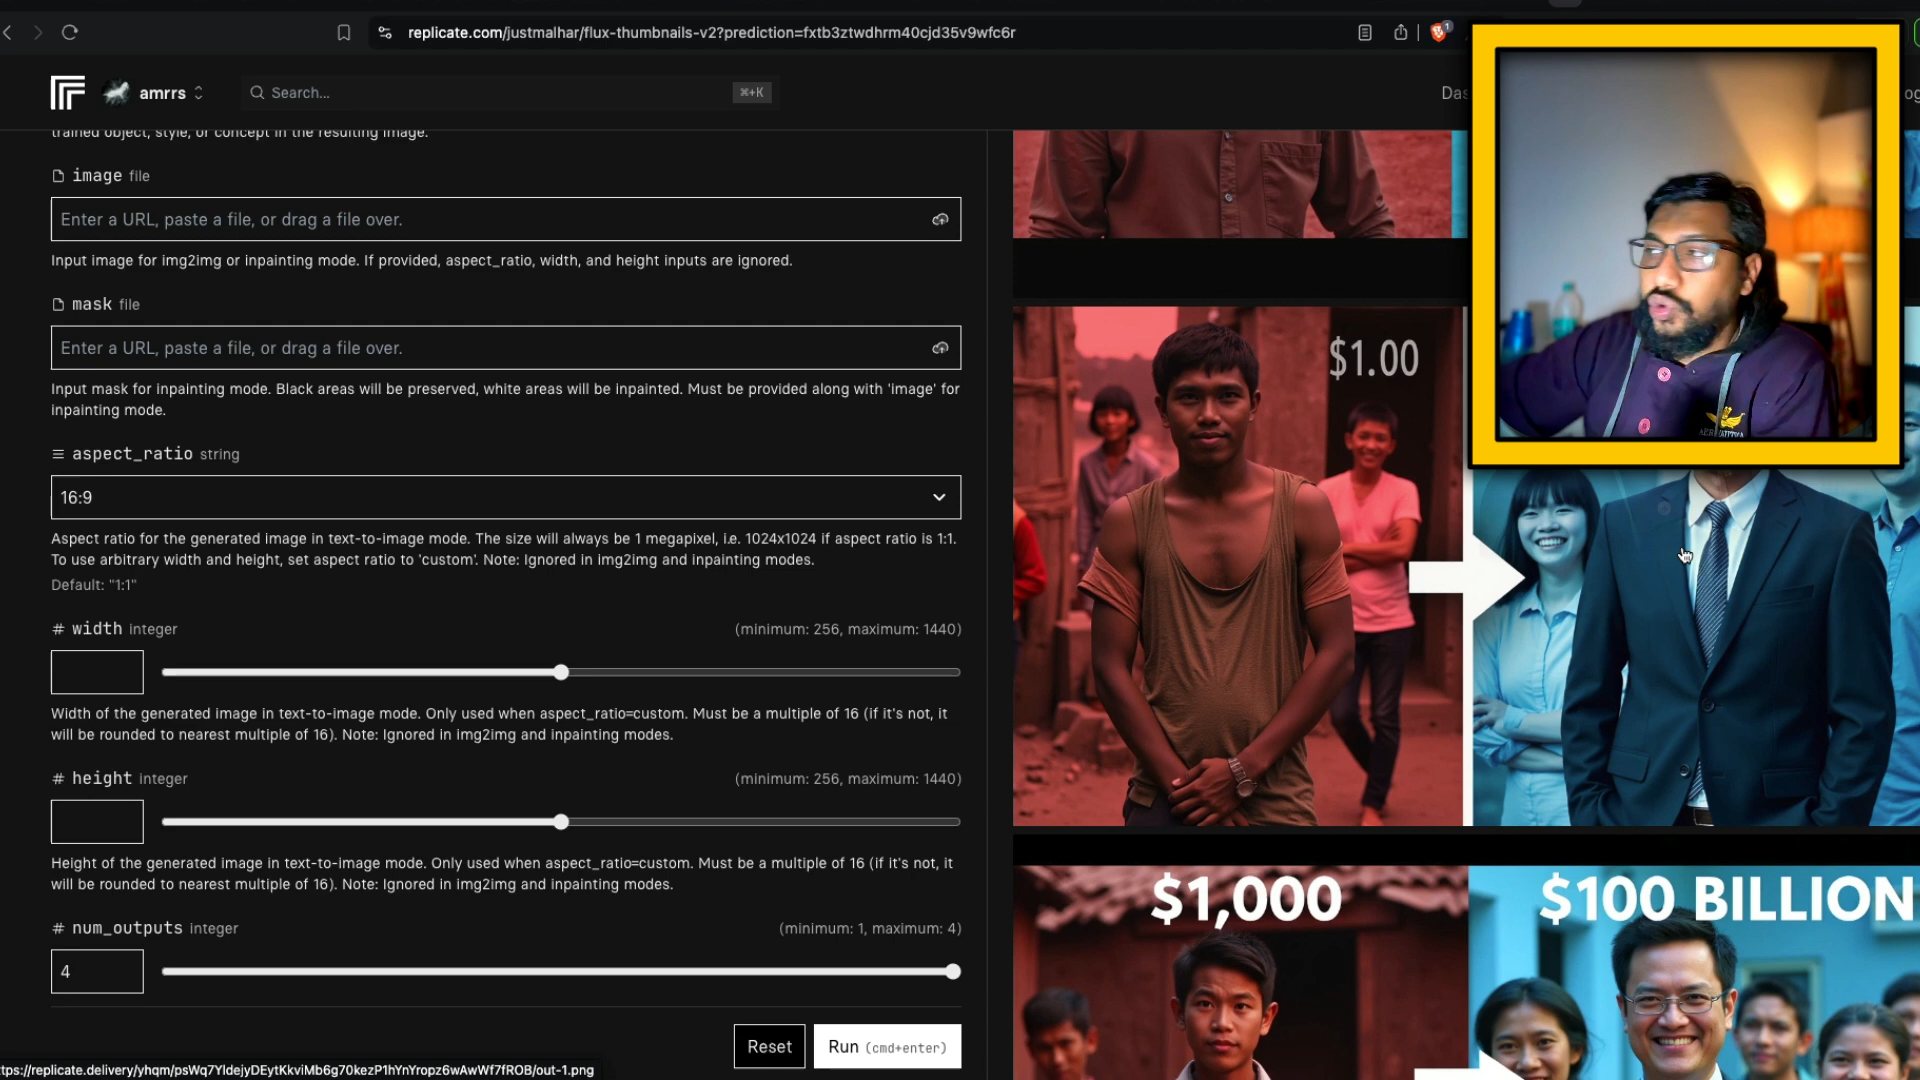 replicate.com/justmalhar/flux-thumbnails-v2?prediction=fxtb3ztwdhrm40cjd35v9wfc6r
1
amrrs
Search...
⌘+K
Das
og
trained object, style, or concept in the resulting image.
image file
Enter a URL, paste a file, or drag a file over.
Input image for img2img or inpainting mode. If provided, aspect_ratio, width, and height inputs are ignored.
mask file
Enter a URL, paste a file, or drag a file over.
Input mask for inpainting mode. Black areas will be preserved, white areas will be inpainted. Must be provided along with 'image' for
inpainting mode.
aspect_ratio string
16:9
Aspect ratio for the generated image in text-to-image mode. The size will always be 1 megapixel, i.e. 1024x1024 if aspect ratio is 1:1.
To use arbitrary width and height, set aspect ratio to 'custom'. Note: Ignored in img2img and inpainting modes.
Default: "1:1"
# width integer (minimum: 256, maximum: 1440)
Width of the generated image in text-to-image mode. Only used when aspect_ratio=custom. Must be a multiple of 16 (if it's not, it
will be rounded to nearest multiple of 16). Note: Ignored in img2img and inpainting modes.
# height integer (minimum: 256, maximum: 1440)
Height of the generated image in text-to-image mode. Only used when aspect_ratio=custom. Must be a multiple of 16 (if it's not, it
will be rounded to nearest multiple of 16). Note: Ignored in img2img and inpainting modes.
# num_outputs integer (minimum: 1, maximum: 4)
4
Reset
Run (cmd+enter)
ttps://replicate.delivery/yhqm/psWq7YIdejyDEytKkviMb6g70kezP1hYnYropz6wAwWf7fROB/out-1.png
$1.00
$1,000
$100 BILLION